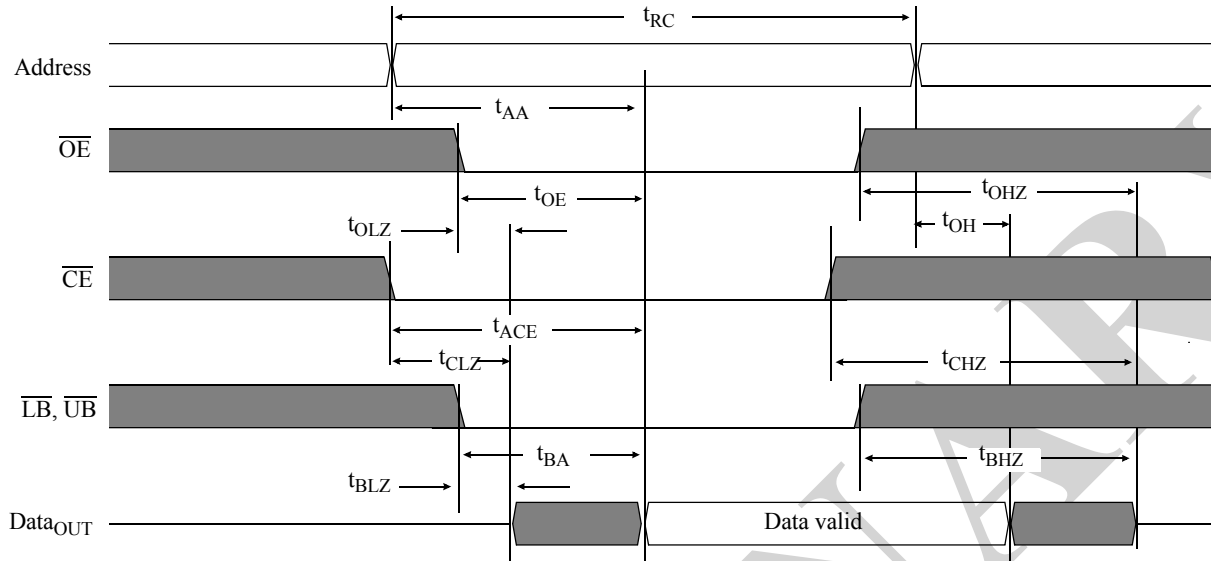 tRC
Address
tAA
OE
tOE
tOHZ
tOLZ
tOH
CE
tACE
tCLZ
tCHZ
LB, UB
tBA
tBHZ
tBLZ
DataOUT
Data valid